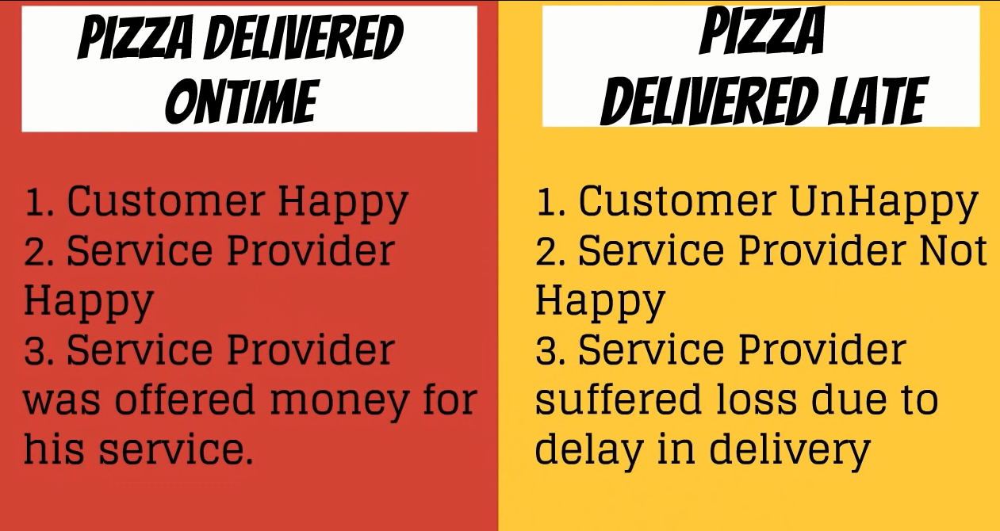 PIZZA DELIVERED
ONTIME
1. Customer Happy
2. Service Provider
Happy
3. Service Provider
was offered money for
his service.
PIZZA
DELIVERED LATE
1. Customer UnHappy
2. Service Provider Not
Happy
3. Service Provider
suffered loss due to
delay in delivery